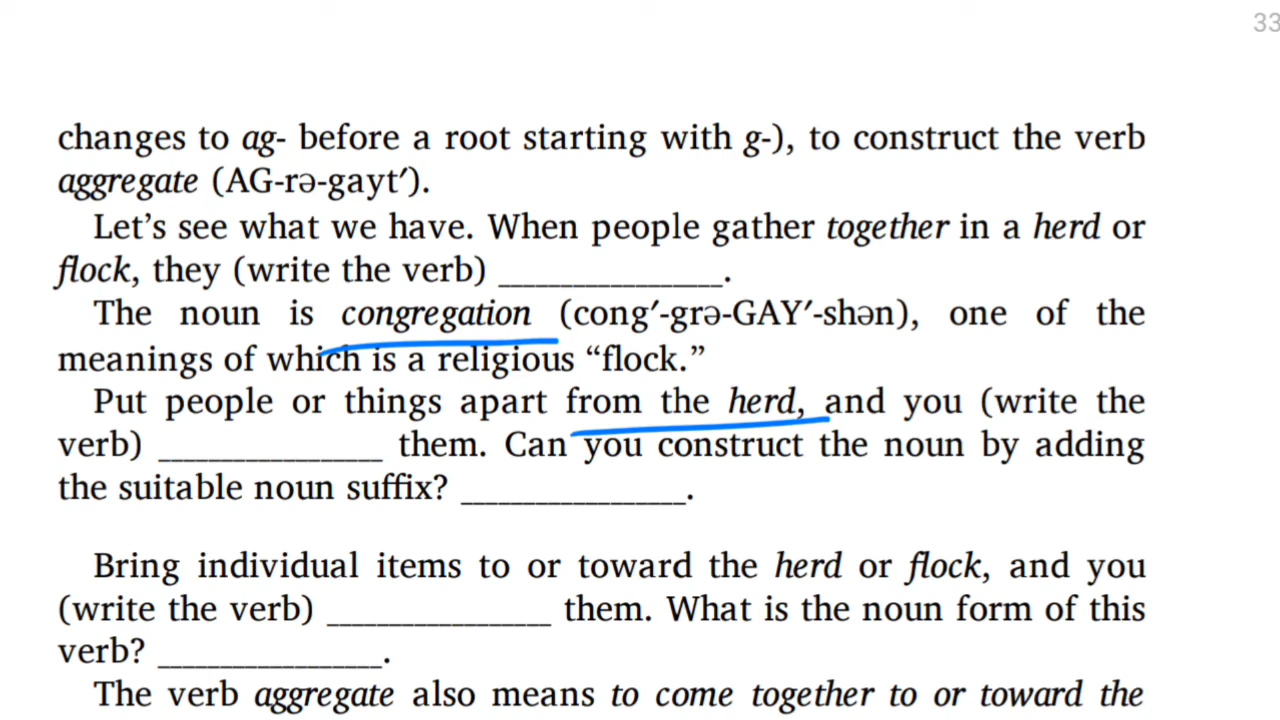 33
changes to ag- before a root starting with g-), to construct the verb
aggregate (AG-rə-gayt′).
Let’s see what we have. When people gather together in a herd or
flock, they (write the verb) _________________.
The noun is congregation (cong′-grə-GAY′-shən), one of the
meanings of which is a religious “flock.”
Put people or things apart from the herd, and you (write the
verb) _________________ them. Can you construct the noun by adding
the suitable noun suffix? _________________.
Bring individual items to or toward the herd or flock, and you
(write the verb) _________________ them. What is the noun form of this
verb? _________________.
The verb aggregate also means to come together to or toward the